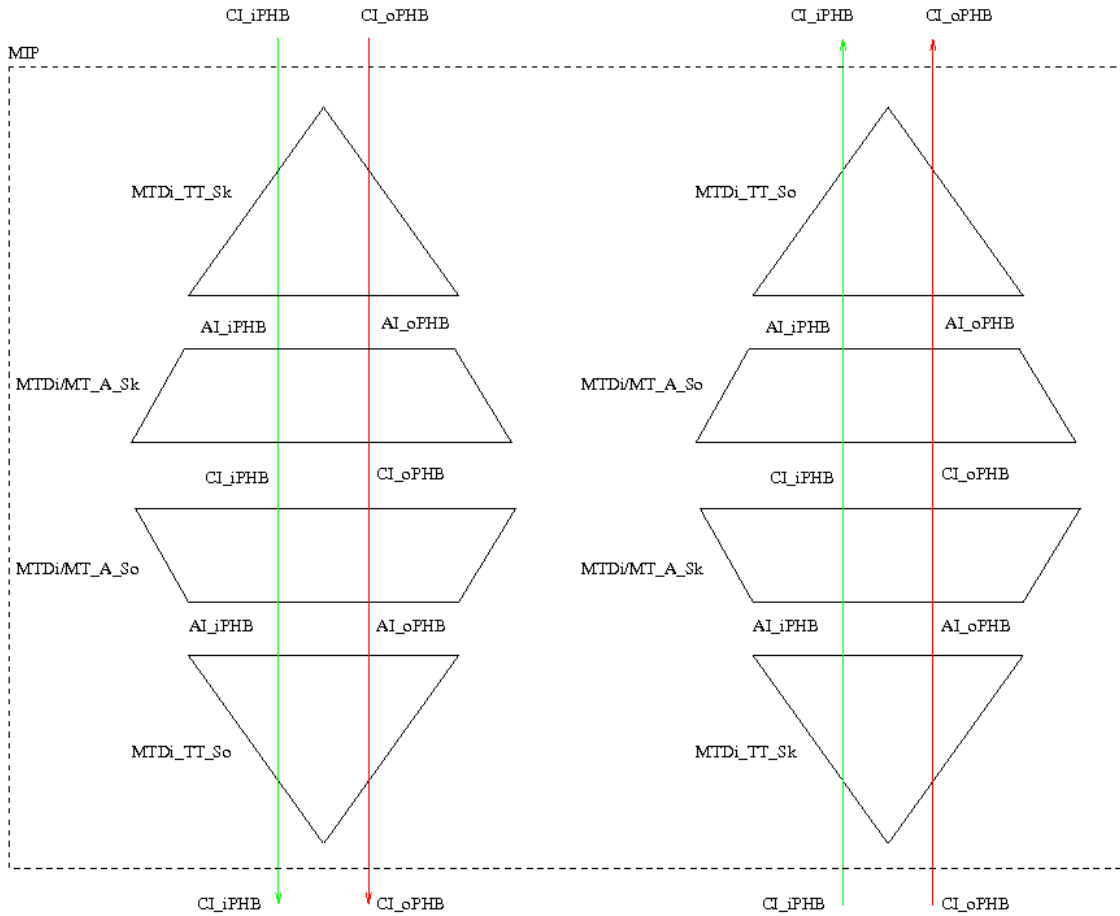 CI_iPHB CI_oPHB CI_iPHB CI_oPHB
MIP
MTDi_TT_Sk MTDi_TT_So
AI_iPHB AI_oPHB AI_iPHB AI_oPHB
MTDi/MT_A_Sk MTDi/MT_A_So
CI_iPHB CI_oPHB CI_iPHB CI_oPHB
MTDi/MT_A_So MTDi/MT_A_Sk
AI_iPHB AI_oPHB AI_iPHB AI_oPHB
MTDi_TT_So MTDi_TT_Sk
CI_iPHB CI_oPHB CI_iPHB CI_oPHB